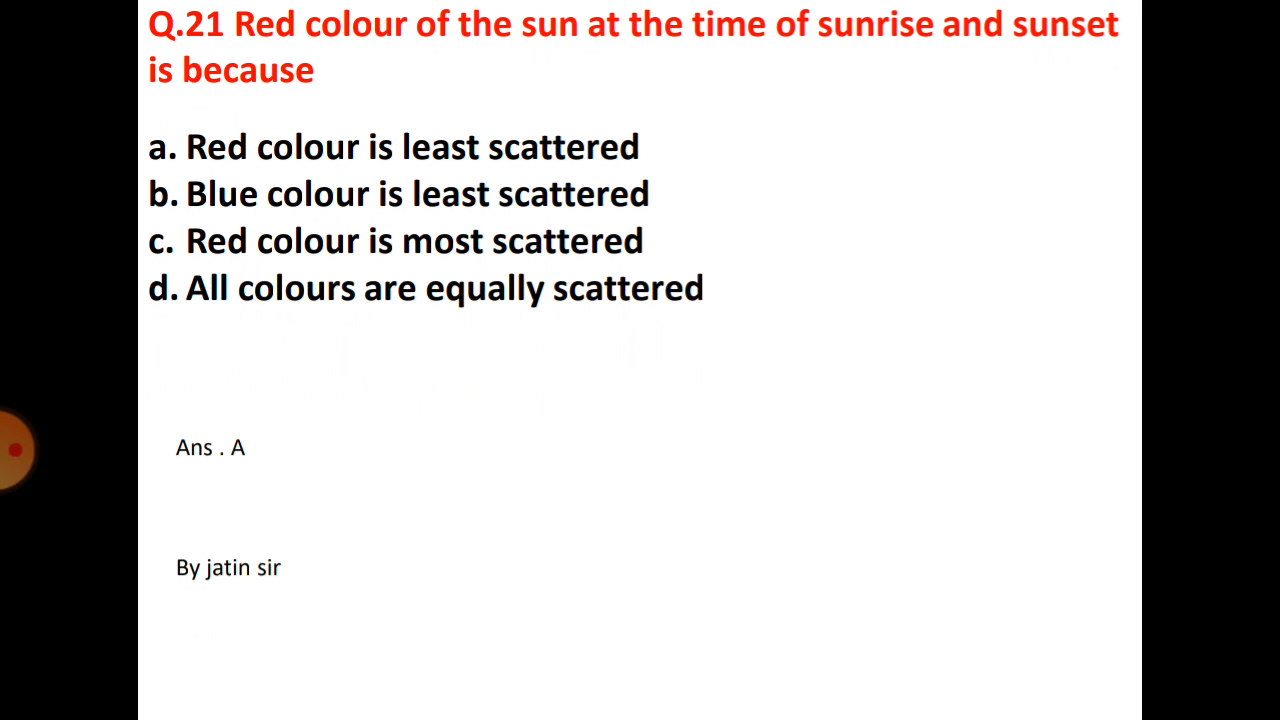 Q.21 Red colour of the sun at the time of sunrise and sunset
is because
a. Red colour is least scattered
b. Blue colour is least scattered
c. Red colour is most scattered
d. All colours are equally scattered
Ans . A
By jatin sir